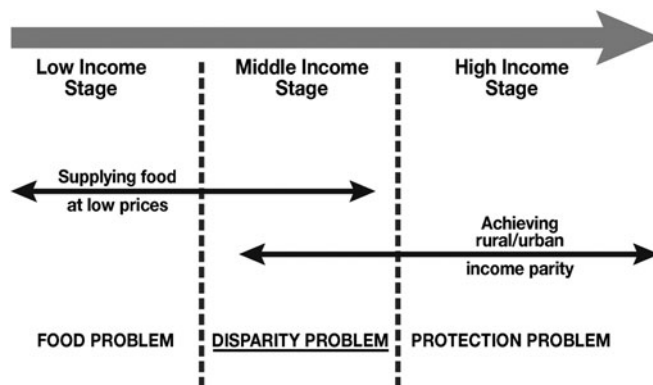 Low Income
Stage
Middle Income
Stage
High Income
Stage
Supplying food
at low prices
Achieving
rural/urban
income parity
FOOD PROBLEM
DISPARITY PROBLEM
PROTECTION PROBLEM